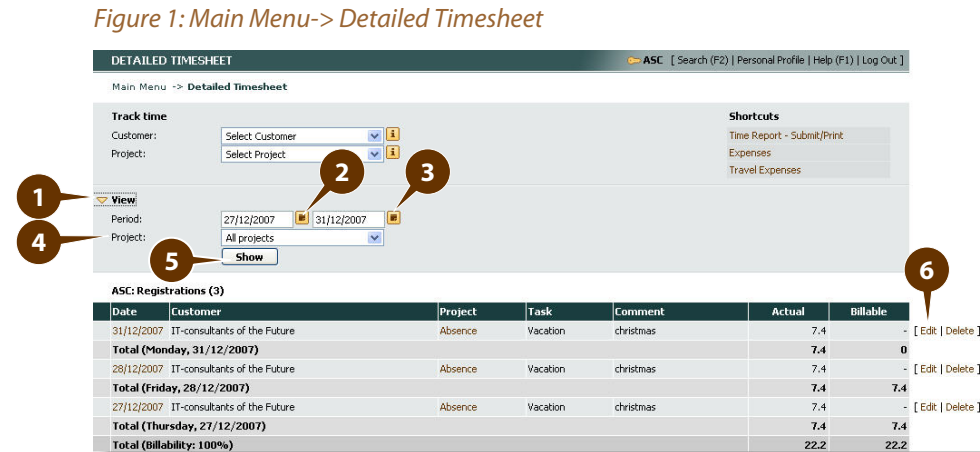 Figure 1: Main Menu-> Detailed Timesheet
DETAILED TIMESHEET ASC [ Search (F2) | Personal Profile | Help (F1) | Log Out ]
Main Menu -> Detailed Timesheet
Track time Shortcuts
Customer: Select Customer i Time Report - Submit/Print
Project: Select Project i Expenses
Travel Expenses
2 3
1 View
Period: 27/12/2007 31/12/2007
4 Project: All projects
5 Show
6
ASC: Registrations (3)
Date Customer Project Task Comment Actual Billable
31/12/2007 IT-consultants of the Future Absence Vacation christmas 7.4 - [ Edit | Delete ]
Total (Monday, 31/12/2007) 7.4 0
28/12/2007 IT-consultants of the Future Absence Vacation christmas 7.4 - [ Edit | Delete ]
Total (Friday, 28/12/2007) 7.4 7.4
27/12/2007 IT-consultants of the Future Absence Vacation christmas 7.4 - [ Edit | Delete ]
Total (Thursday, 27/12/2007) 7.4 7.4
Total (Billability: 100%) 22.2 22.2